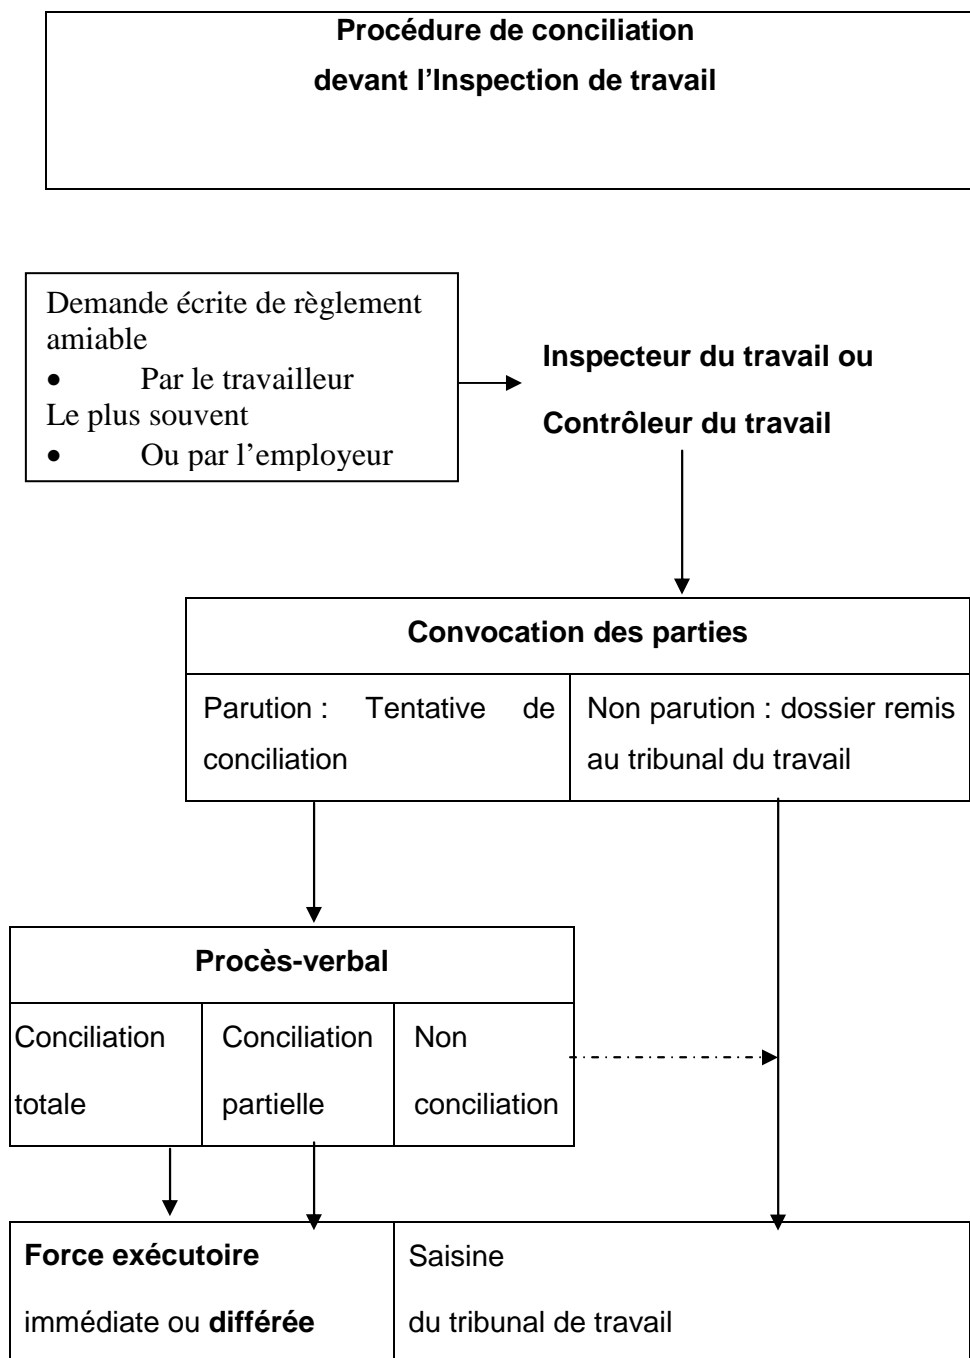 Procédure de conciliation
devant l’Inspection de travail
Demande écrite de règlement
amiable
• Par le travailleur
Le plus souvent
• Ou par l’employeur
Inspecteur du travail ou
Contrôleur du travail
Convocation des parties
Parution : Tentative de
conciliation
Non parution : dossier remis
au tribunal du travail
Procès-verbal
Conciliation
totale
Conciliation
partielle
Non
conciliation
Force exécutoire
immédiate ou différée
Saisine
du tribunal de travail